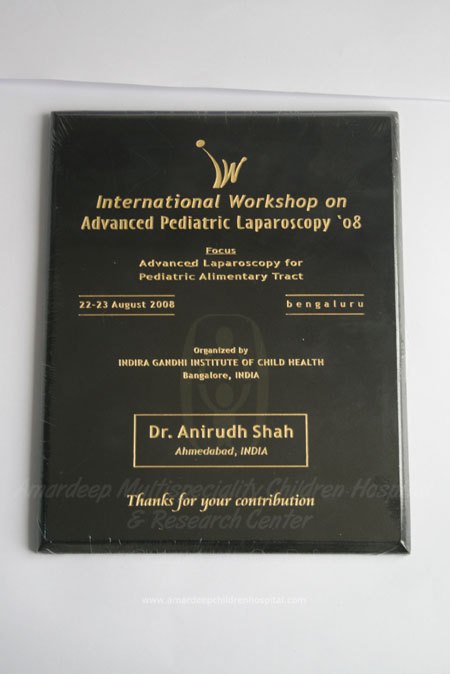 iW
International Workshop on
Advanced Pediatric Laparoscopy `08
Focus
Advanced Laparoscopy for
Pediatric Alimentary Tract
22-23 August 2008
bengaluru
Organized by
INDIRA GANDHI INSTITUTE OF CHILD HEALTH
Bangalore, INDIA
Dr. Anirudh Shah
Ahmedabad, INDIA
Amardeep Multispeciality Children Hospital
& Research Center
Thanks for your contribution
www.amardeepchildrenhospital.com